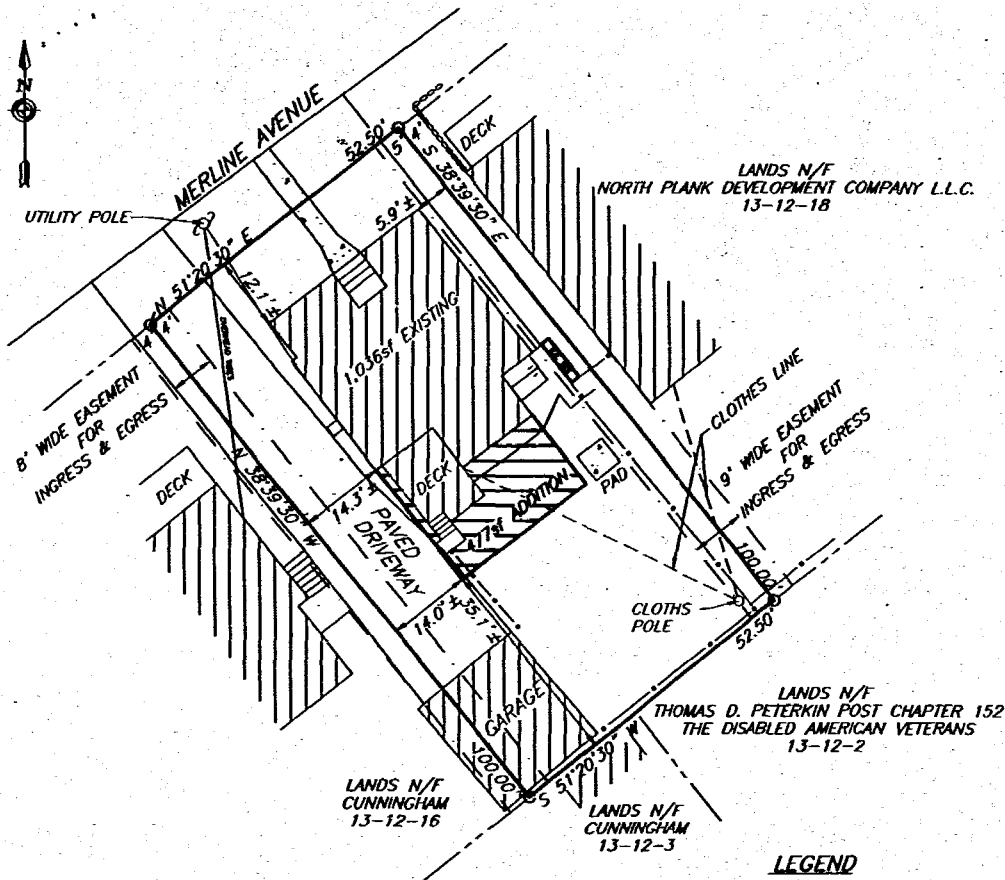 N
MERLINE AVENUE
52.50'
5' 4'
DECK
S 38°39'30" E
LANDS N/F
NORTH PLANK DEVELOPMENT COMPANY L.L.C.
13-12-18
UTILITY POLE
5.9'±
N 51°20'30" E
12.1'±
4' 4'
1,036sf EXISTING
8' WIDE EASEMENT
FOR
INGRESS & EGRESS
CLOTHES LINE
9' WIDE EASEMENT
FOR
INGRESS & EGRESS
DECK
N 38°39'30" W
DECK
14.3'±
PAVED
DRIVEWAY
477sf ADDITION
PAD
100.00'
14.0'±
35.1'±
CLOTHS
POLE
52.50'
GARAGE
LANDS N/F
THOMAS D. PETERKIN POST CHAPTER 152
THE DISABLED AMERICAN VETERANS
13-12-2
100.00'
S 51°20'30" W
LANDS N/F
CUNNINGHAM
13-12-16
LANDS N/F
CUNNINGHAM
13-12-3
LEGEND